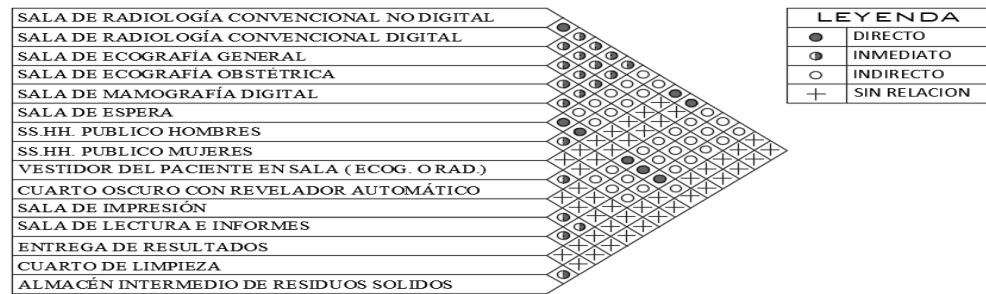 SALA DE RADIOLOGÍA CONVENCIONAL NO DIGITAL
SALA DE RADIOLOGÍA CONVENCIONAL DIGITAL
SALA DE ECOGRAFÍA GENERAL
SALA DE ECOGRAFÍA OBSTÉTRICA
SALA DE MAMOGRAFÍA DIGITAL
SALA DE ESPERA
SS.HH. PUBLICO HOMBRES
SS.HH. PUBLICO MUJERES
VESTIDOR DEL PACIENTE EN SALA ( ECOG. O RAD.)
CUARTO OSCURO CON REVELADOR AUTOMÁTICO
SALA DE IMPRESIÓN
SALA DE LECTURA E INFORMES
ENTREGA DE RESULTADOS
CUARTO DE LIMPIEZA
ALMACÉN INTERMEDIO DE RESIDUOS SOLIDOS
LEYENDA
DIRECTO
INMEDIATO
INDIRECTO
SIN RELACION